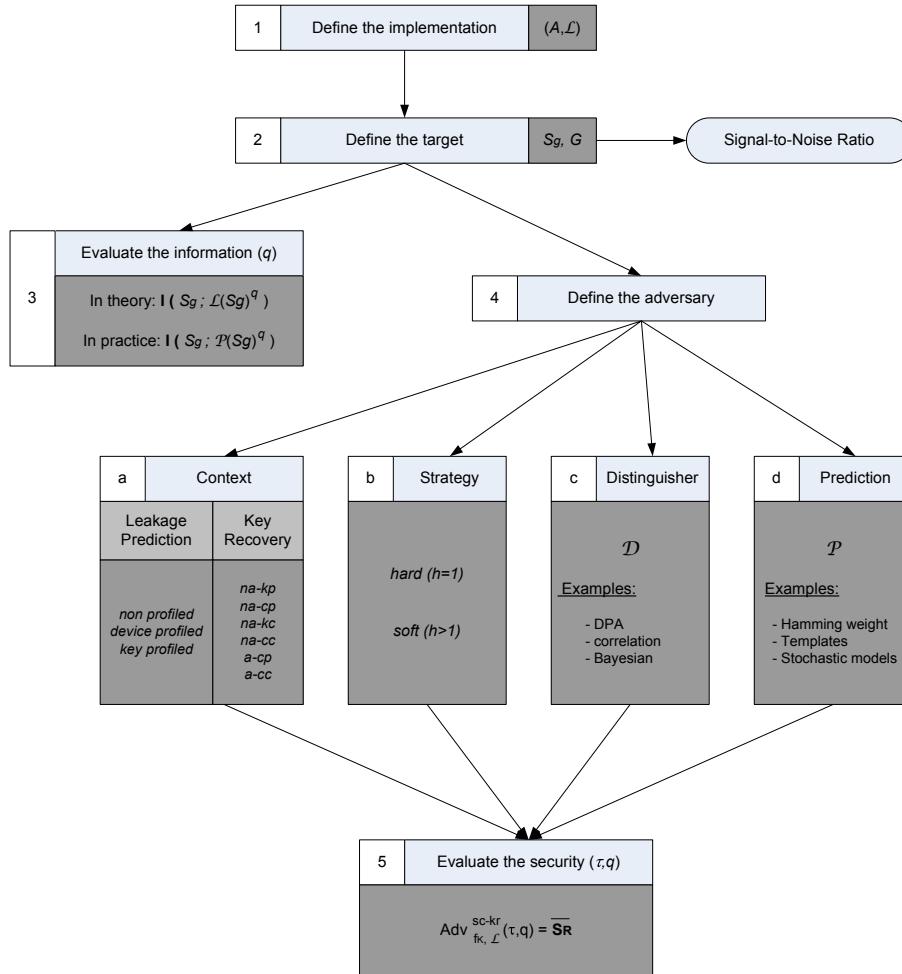 1 Define the implementation (A,ℒ)
2 Define the target Sg, G
Signal-to-Noise Ratio
3
Evaluate the information (q)
In theory: I ( Sg ; ℒ(Sg)^q )
In practice: I ( Sg ; 𝒫(Sg)^q )
4 Define the adversary
a Context
Leakage Prediction
Key Recovery
non profiled
device profiled
key profiled
na-kp
na-cp
na-kc
na-cc
a-cp
a-cc
b Strategy
hard (h=1)
soft (h>1)
c Distinguisher
𝒟
Examples:
- DPA
- correlation
- Bayesian
d Prediction
𝒫
Examples:
- Hamming weight
- Templates
- Stochastic models
5 Evaluate the security (τ,q)
Adv sc-kr fK, ℒ (τ,q) = SR